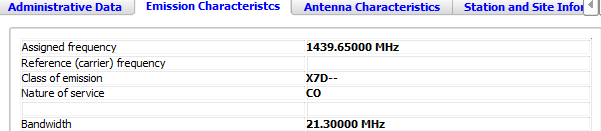 Administrative Data Emission Characteristcs Antenna Characteristics Station and Site Infor
Assigned frequency 1439.65000 MHz
Reference (carrier) frequency
Class of emission X7D--
Nature of service CO
Bandwidth 21.30000 MHz